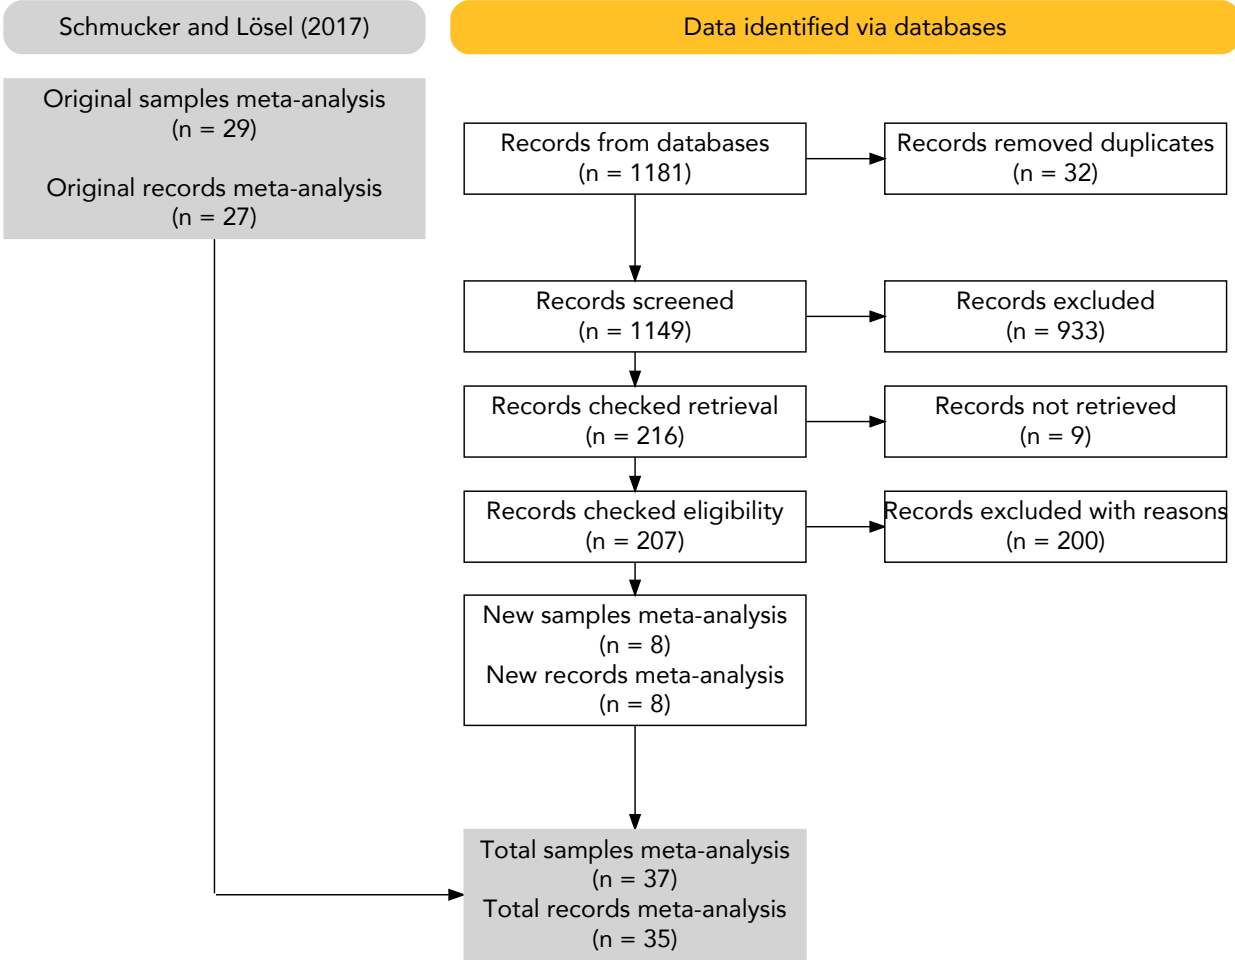 Schmucker and Lösel (2017)
Data identified via databases
Original samples meta-analysis
(n = 29)
Original records meta-analysis
(n = 27)
Records from databases
(n = 1181)
Records removed duplicates
(n = 32)
Records screened
(n = 1149)
Records excluded
(n = 933)
Records checked retrieval
(n = 216)
Records not retrieved
(n = 9)
Records checked eligibility
(n = 207)
Records excluded with reasons
(n = 200)
New samples meta-analysis
(n = 8)
New records meta-analysis
(n = 8)
Total samples meta-analysis
(n = 37)
Total records meta-analysis
(n = 35)